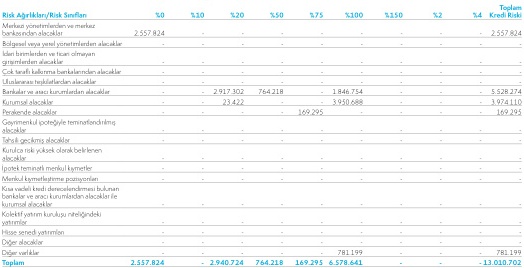 Toplam
Risk Ağırlıkları/Risk Sınıfları %0 %10 %20 %50 %75 %100 %150 %2 %4 Kredi Riski
Merkezi yönetimlerden ve merkez
bankasından alacaklar 2.557.824 - - - - - - - - 2.557.824
Bölgesel veya yerel yönetimlerden alacaklar - - - - - - - - - -
İdari birimlerden ve ticari olmayan
girişimlerden alacaklar - - - - - - - - - -
Çok taraflı kalkınma bankalarından alacaklar - - - - - - - - - -
Uluslararası teşkilatlardan alacaklar - - - - - - - - - -
Bankalar ve aracı kurumlardan alacaklar - - 2.917.302 764.218 - 1.846.754 - - - 5.528.274
Kurumsal alacaklar - - 23.422 - - 3.950.688 - - - 3.974.110
Perakende alacaklar - - - - 169.295 - - - - 169.295
Gayrimenkul ipoteğiyle teminatlandırılmış
alacaklar - - - - - - - - - -
Tahsili gecikmiş alacaklar - - - - - - - - - -
Kurulca riski yüksek olarak belirlenen
alacaklar - - - - - - - - - -
İpotek teminatlı menkul kıymetler - - - - - - - - - -
Menkul kıymetleştirme pozisyonları - - - - - - - - - -
Kısa vadeli kredi derecelendirmesi bulunan
bankalar ve aracı kurumlardan alacaklar ile
kurumsal alacaklar - - - - - - - - - -
Kolektif yatırım kuruluşu niteliğindeki
yatırımlar - - - - - - - - - -
Hisse senedi yatırımları - - - - - - - - - -
Diğer alacaklar - - - - - - - - - -
Diğer varlıklar - - - - - 781.199 - - - 781.199
Toplam 2.557.824 - 2.940.724 764.218 169.295 6.578.641 - - - 13.010.702